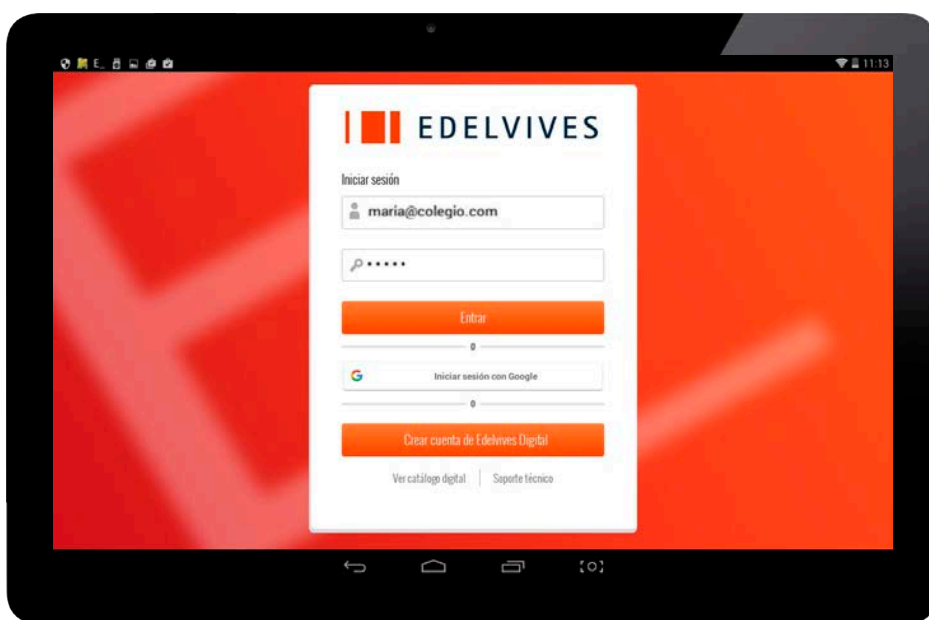 E_
11:13
EDELVIVES
Iniciar sesión
maria@colegio.com
•••••
Entrar
o
Iniciar sesión con Google
o
Crear cuenta de Edelvives Digital
Ver catálogo digital | Soporte técnico